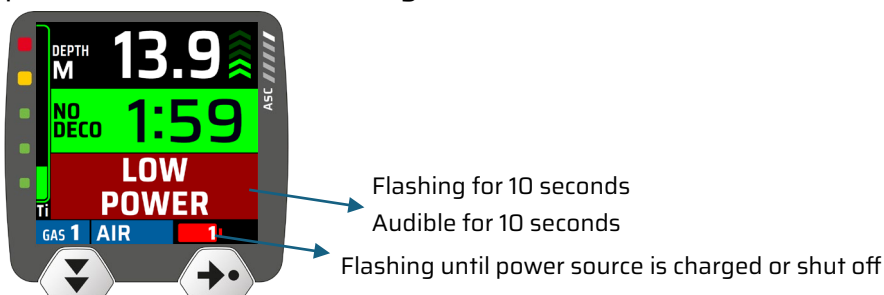 DEPTH
M 13.9
ASC
NO
DECO 1:59
LOW
POWER
Ti
GAS 1 AIR 1
Flashing for 10 seconds
Audible for 10 seconds
Flashing until power source is charged or shut off